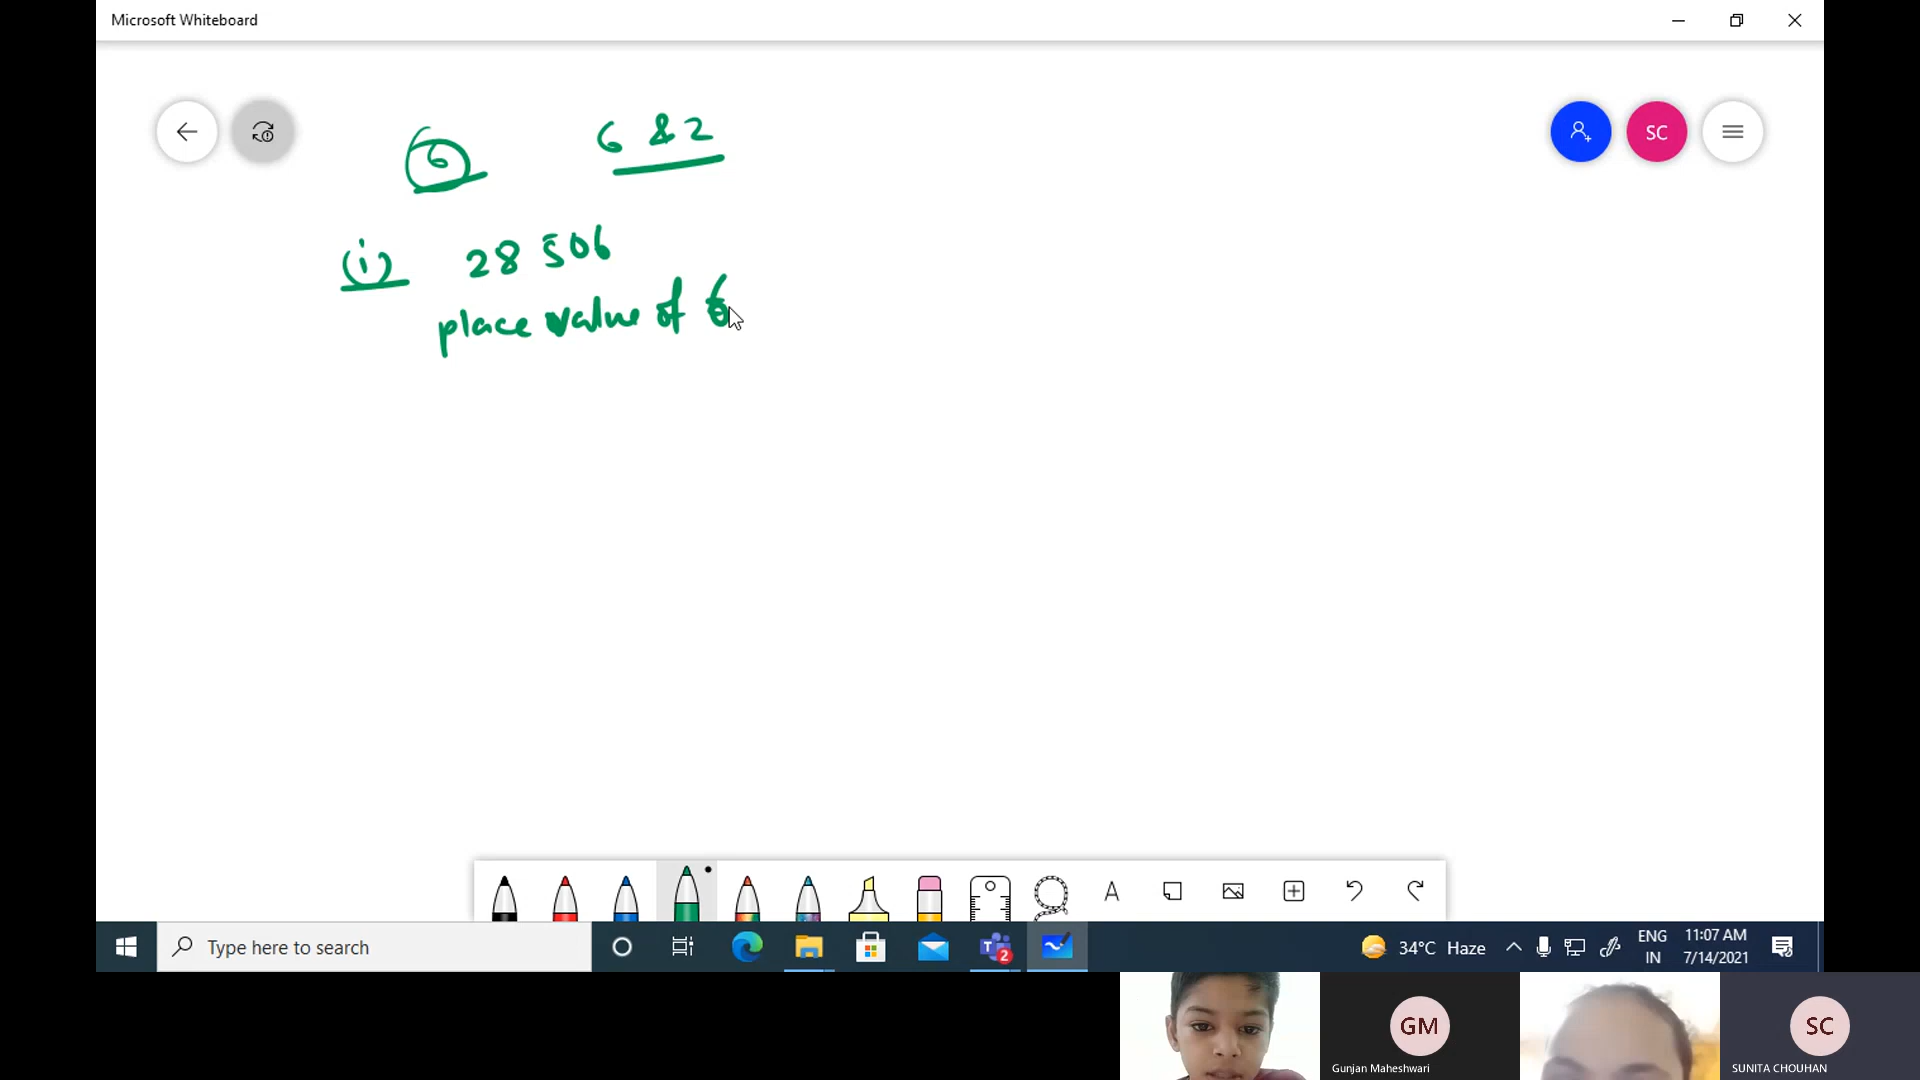 Microsoft Whiteboard
6 6 & 2
SC
(i) 28 506
place value of 6
A
Type here to search
2
34°C Haze
ENG
IN
11:07 AM
7/14/2021
GM
Gunjan Maheshwari
SC
SUNITA CHOUHAN